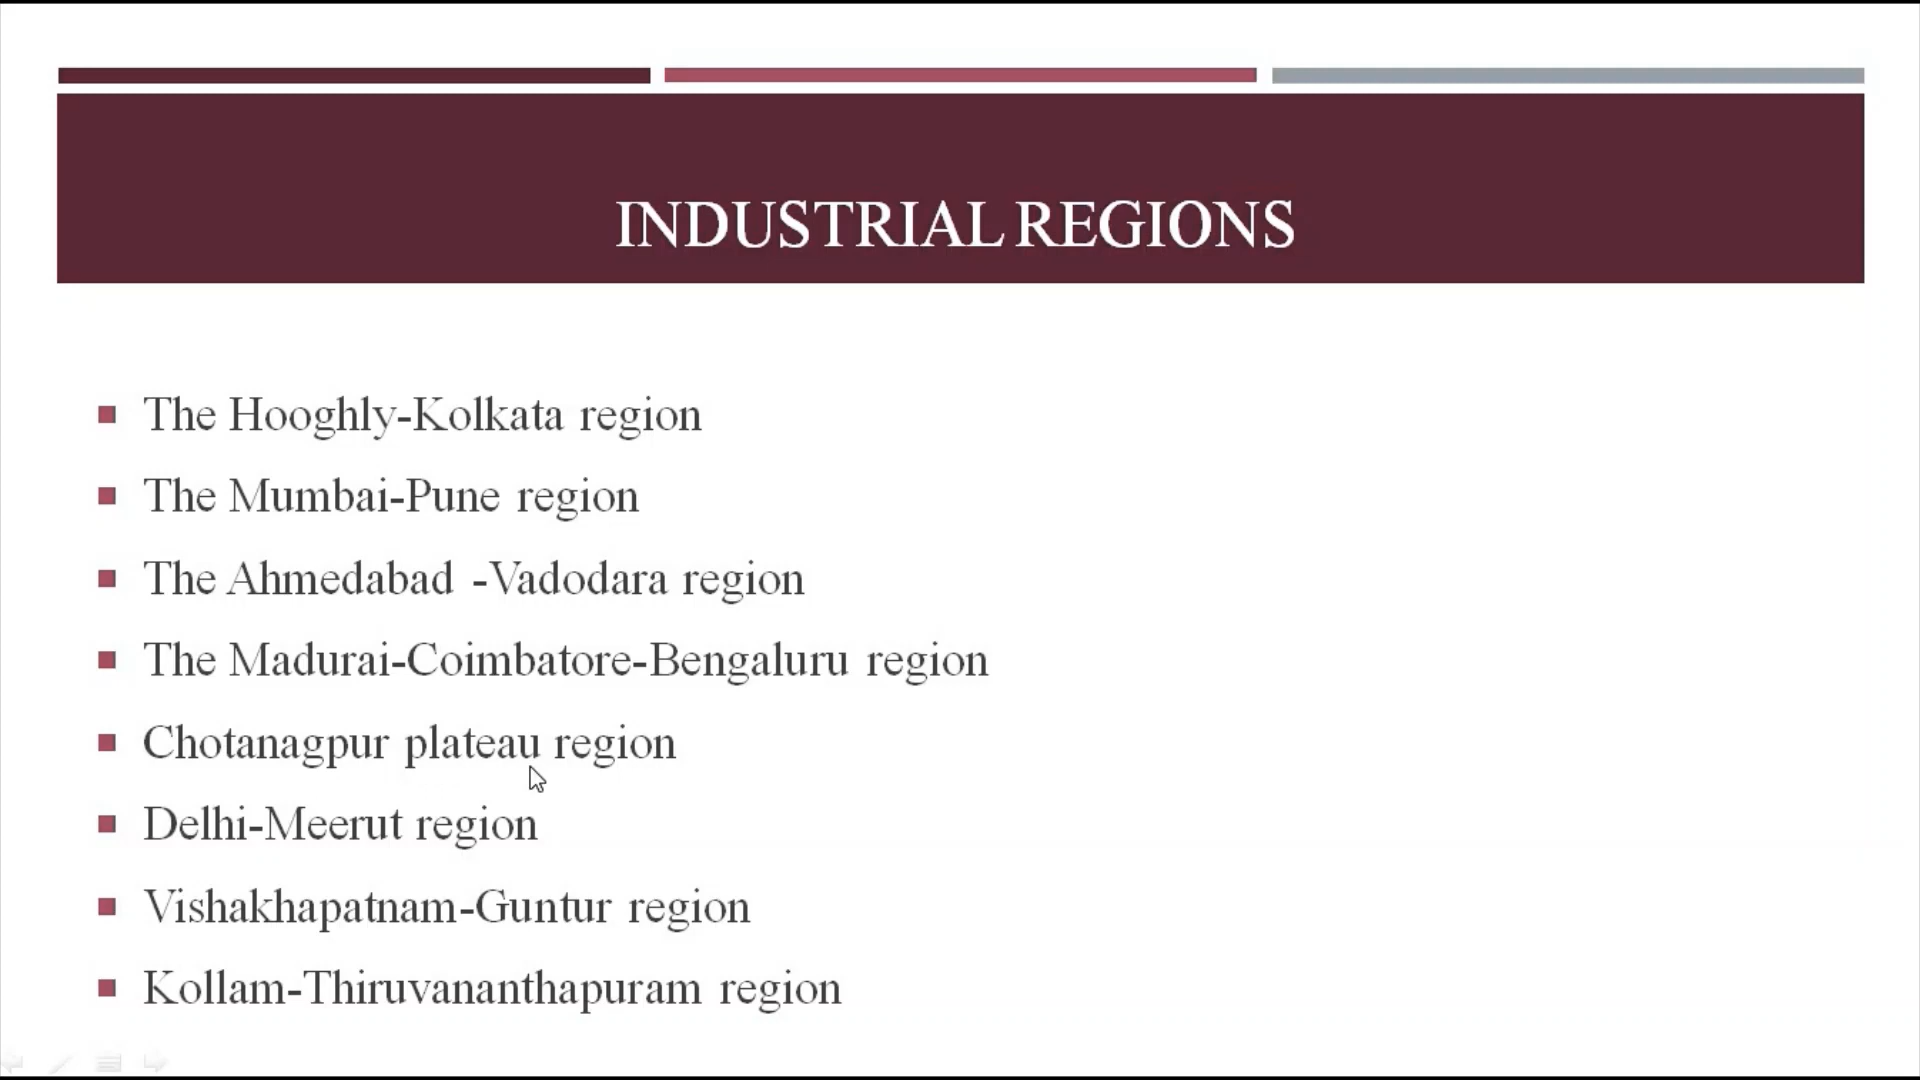 INDUSTRIAL REGIONS
The Hooghly-Kolkata region
The Mumbai-Pune region
The Ahmedabad -Vadodara region
The Madurai-Coimbatore-Bengaluru region
Chotanagpur plateau region
Delhi-Meerut region
Vishakhapatnam-Guntur region
Kollam-Thiruvananthapuram region